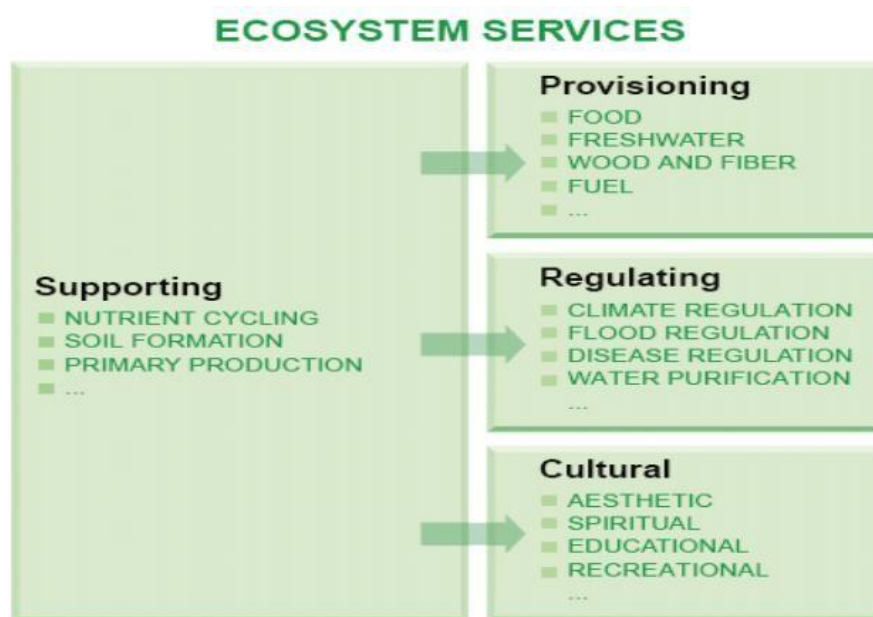 ECOSYSTEM SERVICES
Supporting
NUTRIENT CYCLING
SOIL FORMATION
PRIMARY PRODUCTION
...
Provisioning
FOOD
FRESHWATER
WOOD AND FIBER
FUEL
...
Regulating
CLIMATE REGULATION
FLOOD REGULATION
DISEASE REGULATION
WATER PURIFICATION
...
Cultural
AESTHETIC
SPIRITUAL
EDUCATIONAL
RECREATIONAL
...